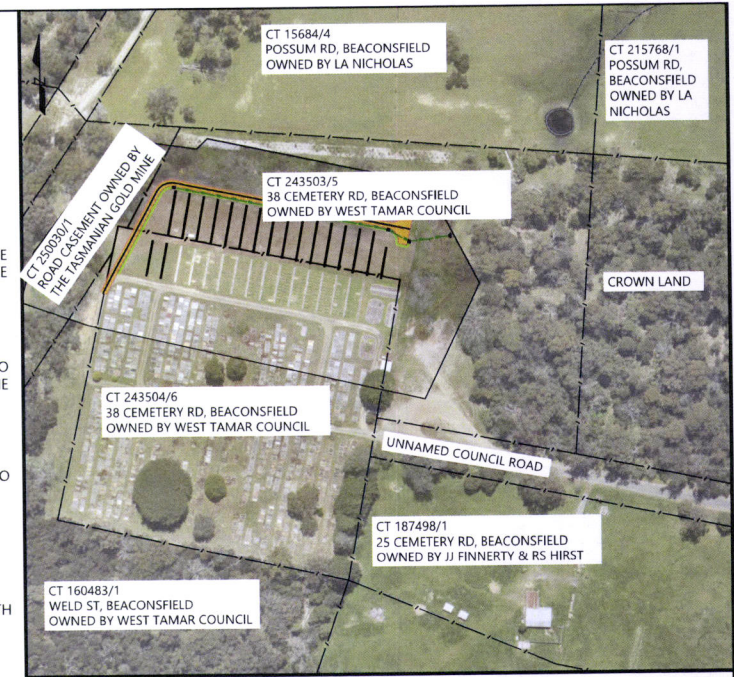 CT 15684/4
POSSUM RD, BEACONSFIELD
OWNED BY LA NICHOLAS
CT 215768/1
POSSUM RD,
BEACONSFIELD
OWNED BY LA
NICHOLAS
CT 250030/1
ROAD CASEMENT OWNED BY
THE TASMANIAN GOLD MINE
CT 243503/5
38 CEMETERY RD, BEACONSFIELD
OWNED BY WEST TAMAR COUNCIL
CROWN LAND
CT 243504/6
38 CEMETERY RD, BEACONSFIELD
OWNED BY WEST TAMAR COUNCIL
UNNAMED COUNCIL ROAD
CT 187498/1
25 CEMETERY RD, BEACONSFIELD
OWNED BY JJ FINNERTY & RS HIRST
CT 160483/1
WELD ST, BEACONSFIELD
OWNED BY WEST TAMAR COUNCIL